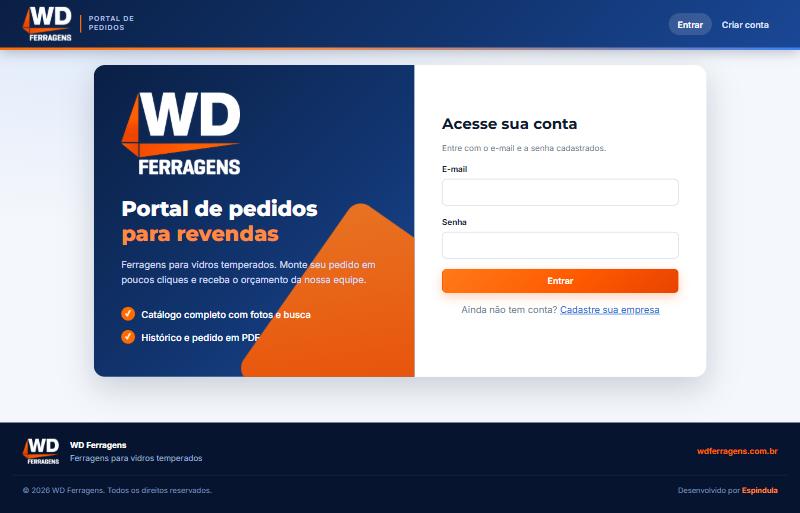 WD
FERRAGENS
PORTAL DE
PEDIDOS
Entrar
Criar conta
WD
FERRAGENS
Portal de pedidos
para revendas
Ferragens para vidros temperados. Monte seu pedido em
poucos cliques e receba o orçamento da nossa equipe.
Catálogo completo com fotos e busca
Histórico e pedido em PDF
Acesse sua conta
Entre com o e-mail e a senha cadastrados.
E-mail
Senha
Entrar
Ainda não tem conta? Cadastre sua empresa
WD
FERRAGENS
WD Ferragens
Ferragens para vidros temperados
wdferragens.com.br
© 2026 WD Ferragens. Todos os direitos reservados.
Desenvolvido por Espindula